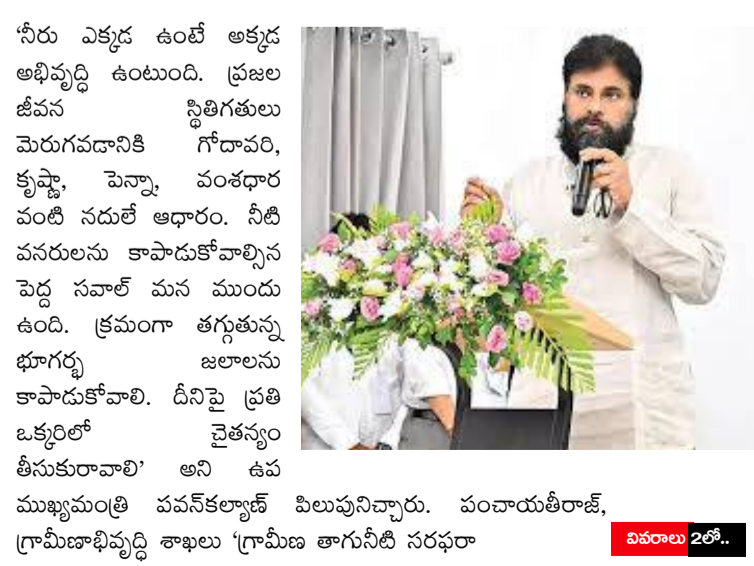 ‘నీరు ఎక్కడ ఉంటే అక్కడ
అభివృద్ధి ఉంటుంది. ప్రజల
జీవన స్థితిగతులు
మెరుగవడానికి గోదావరి,
కృష్ణా, పెన్నా, వంశధార
వంటి నదులే ఆధారం. నీటి
వనరులను కాపాడుకోవాల్సిన
పెద్ద సవాల్ మన ముందు
ఉంది. క్రమంగా తగ్గుతున్న
భూగర్భ జలాలను
కాపాడుకోవాలి. దీనిపై ప్రతి
ఒక్కరిలో చైతన్యం
తీసుకురావాలి’ అని ఉప
ముఖ్యమంత్రి పవన్‌కల్యాణ్ పిలుపునిచ్చారు. పంచాయతీరాజ్,
గ్రామీణాభివృద్ధి శాఖలు ‘గ్రామీణ తాగునీటి సరఫరా
వివరాలు 2లో..